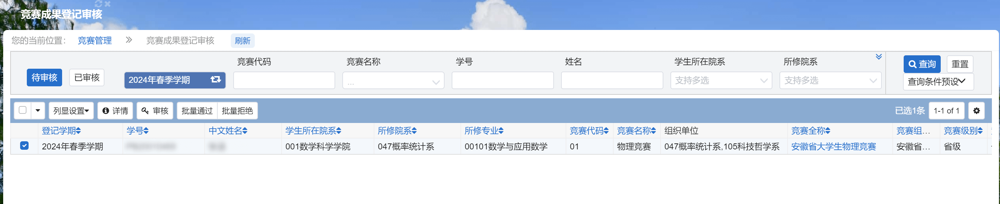 竞赛成果登记审核
您的当前位置： 竞赛管理 » 竞赛成果登记审核 刷新
竞赛代码 竞赛名称 学号 姓名 学生所在院系 所修院系
待审核 已审核 2024年春季学期 ... 支持多选 支持多选 查询 重置
查询条件预设
列显设置 详情 审核 批量通过 批量拒绝 已选1条 1-1 of 1
登记学期 学号 中文姓名 学生所在院系 所修院系 所修专业 竞赛代码 竞赛名称 组织单位 竞赛全称 竞赛组... 竞赛级别
2024年春季学期 001数学科学学院 047概率统计系 00101数学与应用数学 01 物理竞赛 047概率统计系,105科技哲学系 安徽省大学生物理竞赛 安徽省... 省级